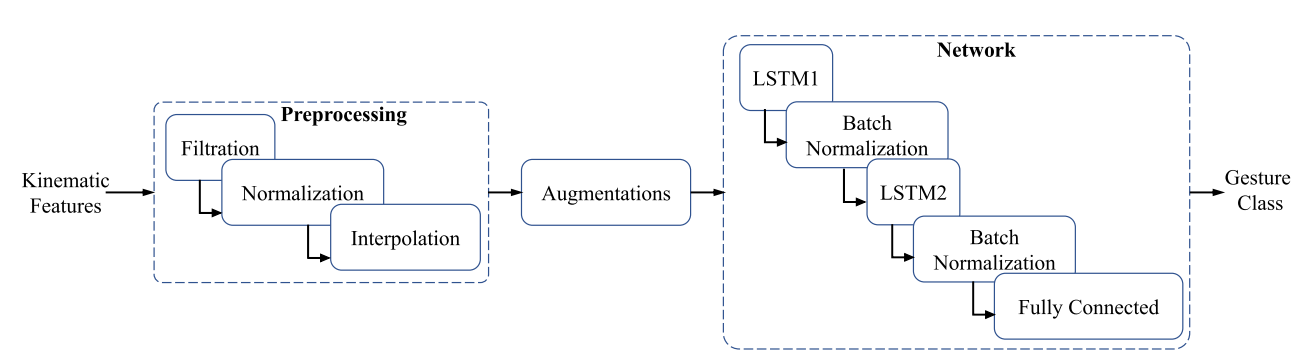 Kinematic
Features
Preprocessing
Filtration
Normalization
Interpolation
Augmentations
Network
LSTM1
Batch
Normalization
LSTM2
Batch
Normalization
Fully Connected
Gesture
Class